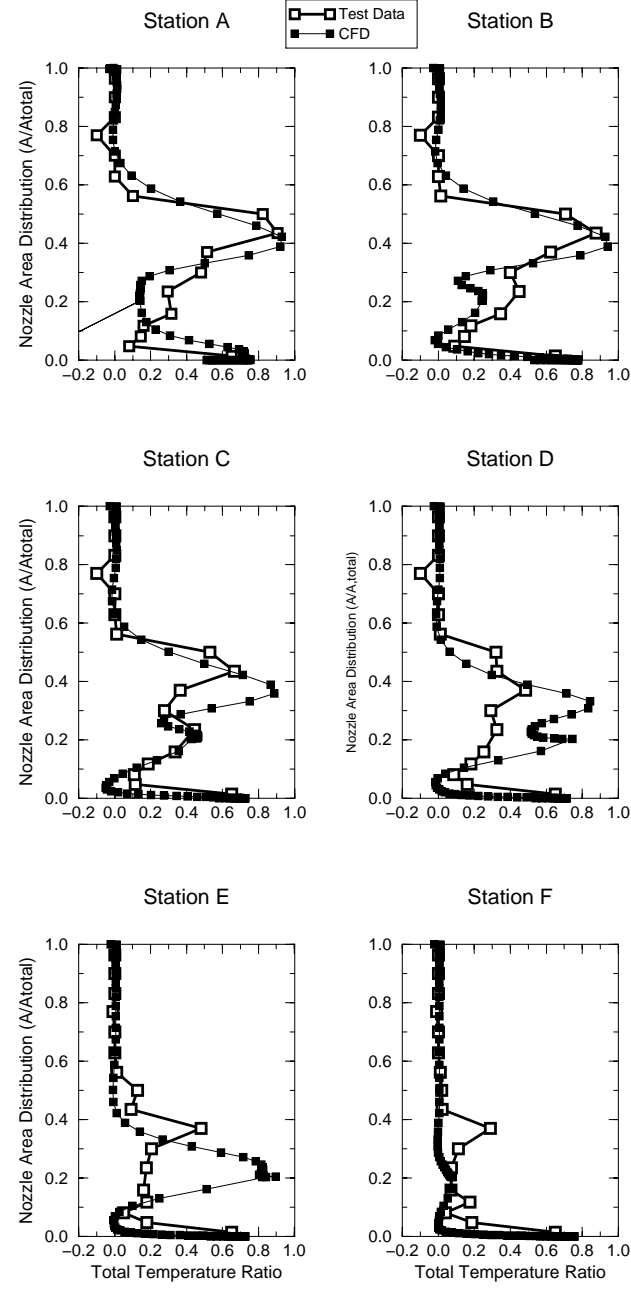 Station A
Test Data
CFD
Station B
Nozzle Area Distribution (A/Atotal)
1.0
0.8
0.6
0.4
0.2
0.0
−0.2 0.0 0.2 0.4 0.6 0.8 1.0
1.0
0.8
0.6
0.4
0.2
0.0
−0.2 0.0 0.2 0.4 0.6 0.8 1.0
Station C
Station D
Nozzle Area Distribution (A/Atotal)
1.0
0.8
0.6
0.4
0.2
0.0
−0.2 0.0 0.2 0.4 0.6 0.8 1.0
Nozzle Area Distribution (A/A,total)
1.0
0.8
0.6
0.4
0.2
0.0
−0.2 0.0 0.2 0.4 0.6 0.8 1.0
Station E
Station F
Nozzle Area Distribution (A/Atotal)
1.0
0.8
0.6
0.4
0.2
0.0
−0.2 0.0 0.2 0.4 0.6 0.8 1.0
Total Temperature Ratio
1.0
0.8
0.6
0.4
0.2
0.0
−0.2 0.0 0.2 0.4 0.6 0.8 1.0
Total Temperature Ratio